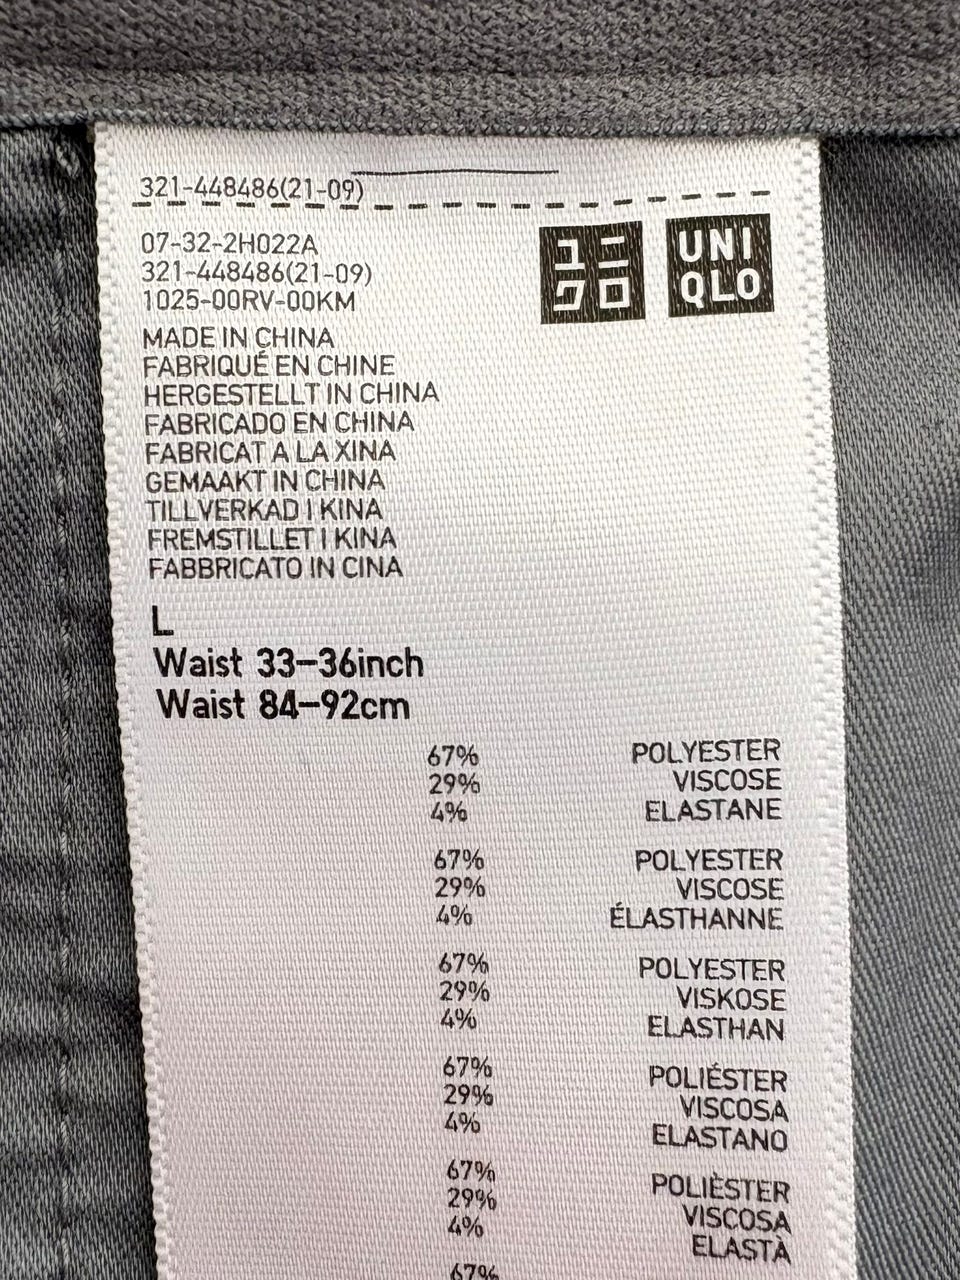 321-448486(21-09)
07-32-2H022A
321-448486(21-09)
1025-00RV-00KM
ユニ
クロ
UNI
QLO
MADE IN CHINA
FABRIQUÉ EN CHINE
HERGESTELLT IN CHINA
FABRICADO EN CHINA
FABRICAT A LA XINA
GEMAAKT IN CHINA
TILLVERKAD I KINA
FREMSTILLET I KINA
FABBRICATO IN CINA
L
Waist 33–36inch
Waist 84–92cm
67% POLYESTER
29% VISCOSE
4% ELASTANE
67% POLYESTER
29% VISCOSE
4% ÉLASTHANNE
67% POLYESTER
29% VISKOSE
4% ELASTHAN
67% POLIÉSTER
29% VISCOSA
4% ELASTANO
67% POLIÈSTER
29% VISCOSA
4% ELASTÀ
67%